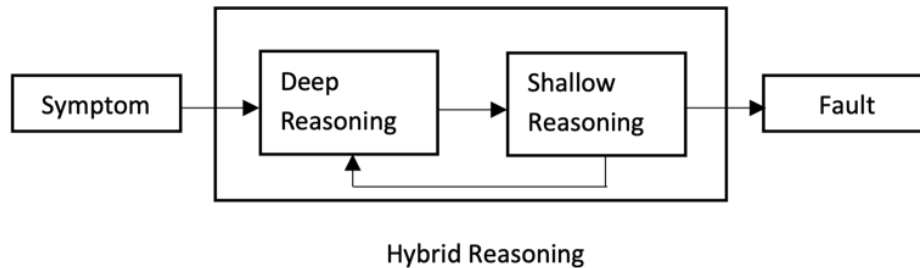 Symptom
Deep
Reasoning
Shallow
Reasoning
Fault
Hybrid Reasoning